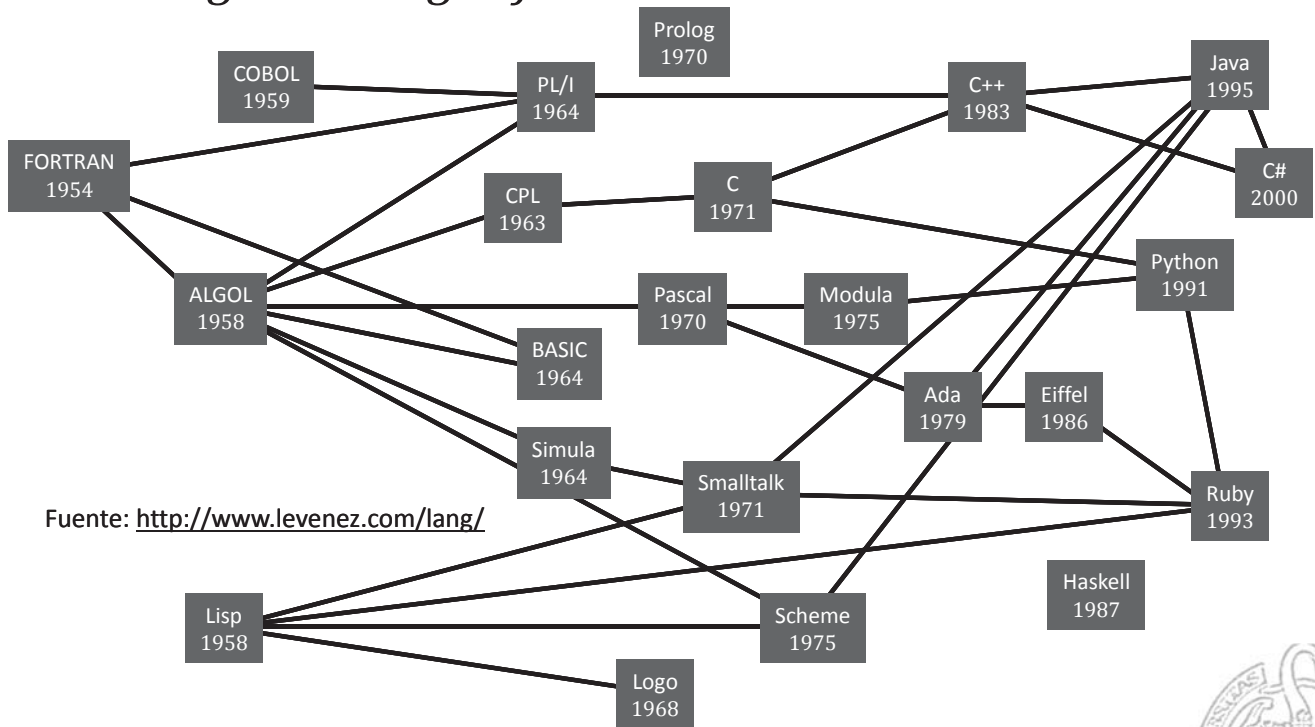 Prolog
1970
COBOL
1959
PL/I
1964
C++
1983
Java
1995
FORTRAN
1954
CPL
1963
C
1971
C#
2000
ALGOL
1958
Pascal
1970
Modula
1975
Python
1991
BASIC
1964
Ada
1979
Eiffel
1986
Simula
1964
Smalltalk
1971
Ruby
1993
Fuente: http://www.levenez.com/lang/
Haskell
1987
Lisp
1958
Scheme
1975
Logo
1968